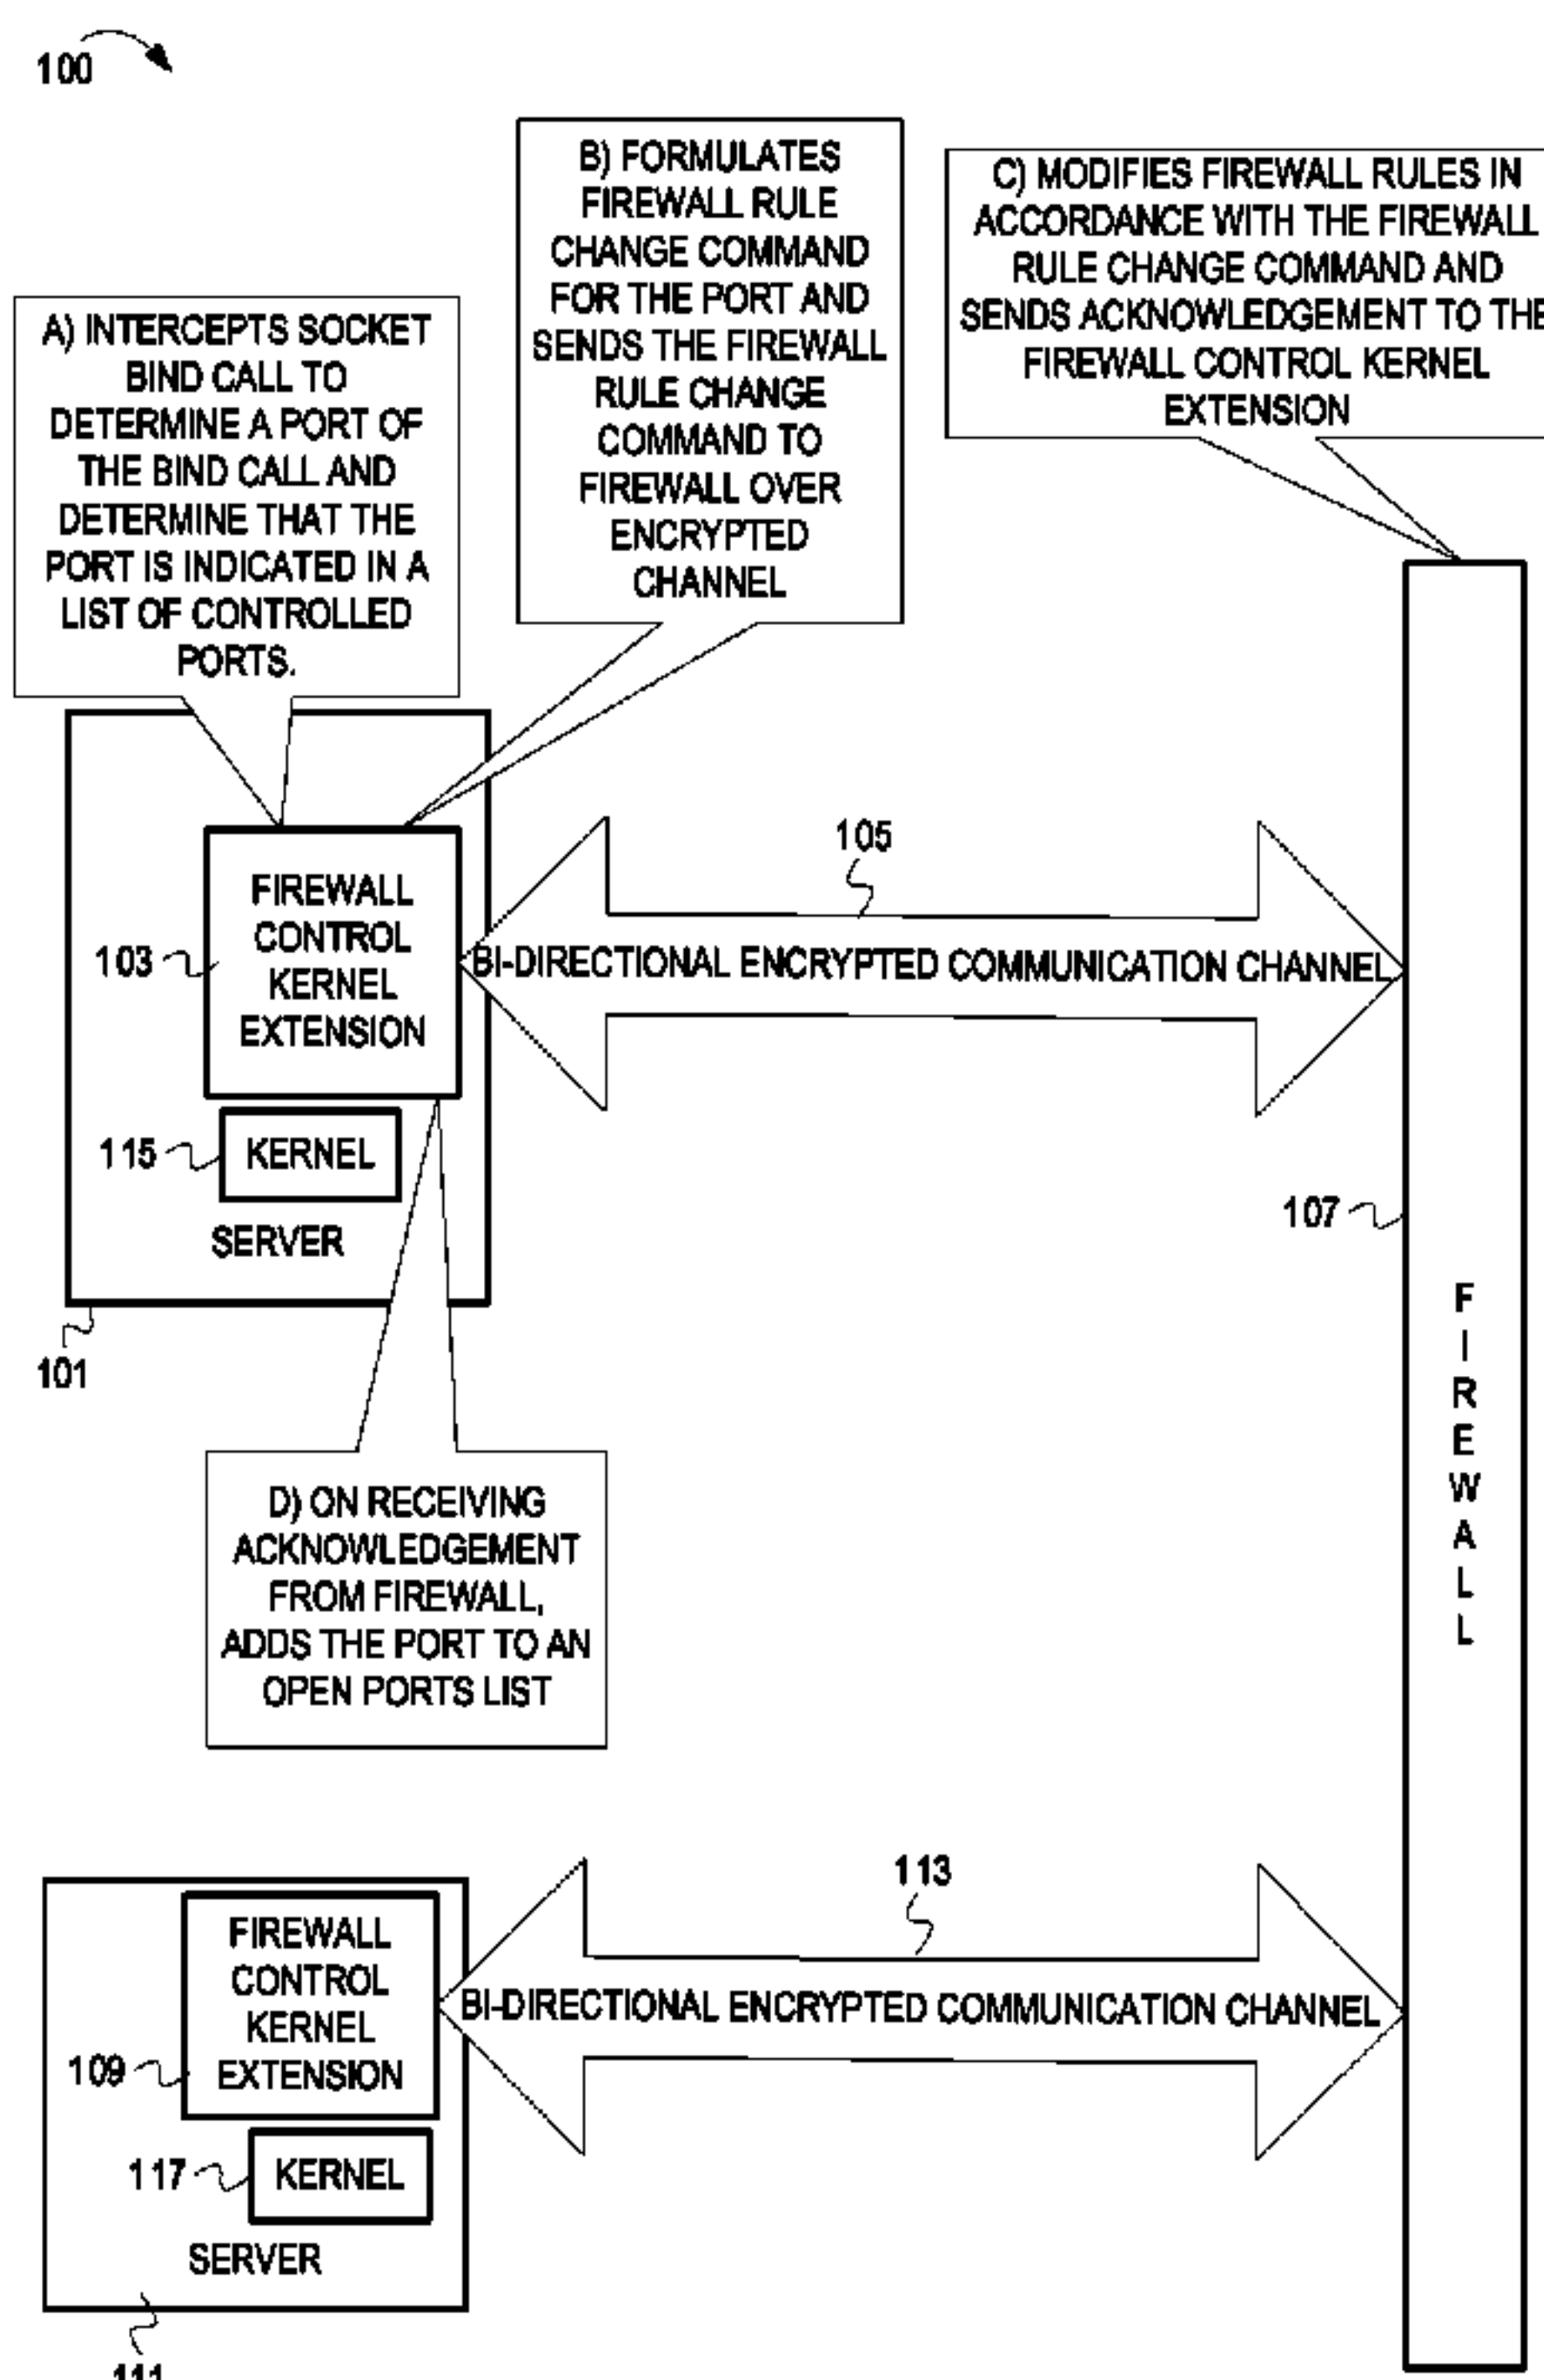 100
A) INTERCEPTS SOCKET
BIND CALL TO
DETERMINE A PORT OF
THE BIND CALL AND
DETERMINE THAT THE
PORT IS INDICATED IN A
LIST OF CONTROLLED
PORTS.
B) FORMULATES
FIREWALL RULE
CHANGE COMMAND
FOR THE PORT AND
SENDS THE FIREWALL
RULE CHANGE
COMMAND TO
FIREWALL OVER
ENCRYPTED
CHANNEL
C) MODIFIES FIREWALL RULES IN
ACCORDANCE WITH THE FIREWALL
RULE CHANGE COMMAND AND
SENDS ACKNOWLEDGEMENT TO THE
FIREWALL CONTROL KERNEL
EXTENSION
FIREWALL
CONTROL
KERNEL
EXTENSION
103
105
BI-DIRECTIONAL ENCRYPTED COMMUNICATION CHANNEL
115
KERNEL
SERVER
101
107
F
I
R
E
W
A
L
L
D) ON RECEIVING
ACKNOWLEDGEMENT
FROM FIREWALL,
ADDS THE PORT TO AN
OPEN PORTS LIST
FIREWALL
CONTROL
KERNEL
EXTENSION
109
113
BI-DIRECTIONAL ENCRYPTED COMMUNICATION CHANNEL
117
KERNEL
SERVER
111